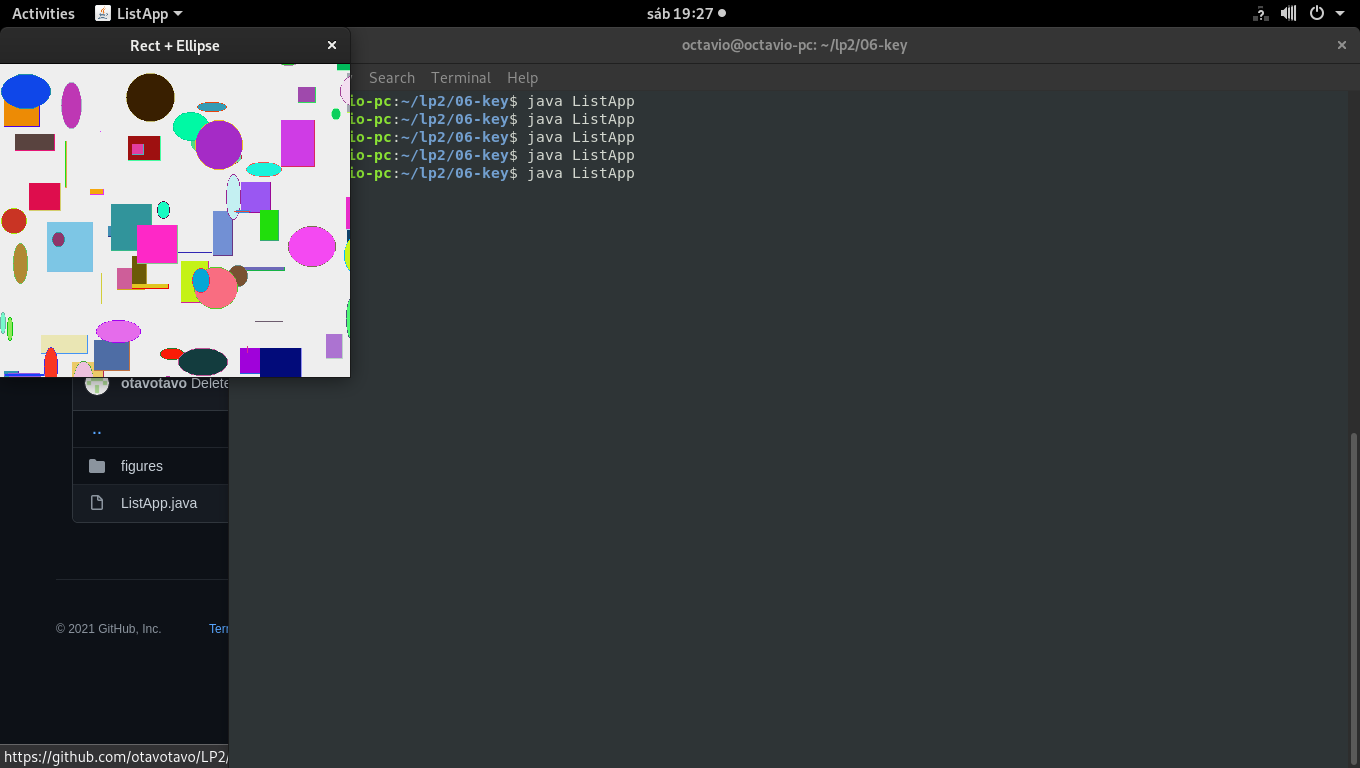 Activities ListApp sáb 19:27
Rect + Ellipse
octavio@octavio-pc: ~/lp2/06-key
Search Terminal Help
io-pc:~/lp2/06-key$ java ListApp
io-pc:~/lp2/06-key$ java ListApp
io-pc:~/lp2/06-key$ java ListApp
io-pc:~/lp2/06-key$ java ListApp
io-pc:~/lp2/06-key$ java ListApp
otavotavo Delete
..
figures
ListApp.java
© 2021 GitHub, Inc. Terr
https://github.com/otavotavo/LP2/